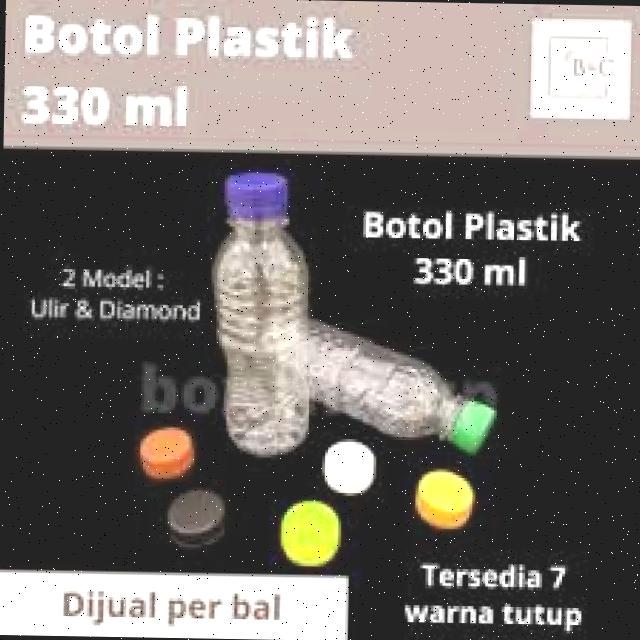 Botol Plastik
330 ml
B&C
Botol Plastik
330 ml
2 Model :
Ulir & Diamond
Dijual per bal
Tersedia 7
warna tutup